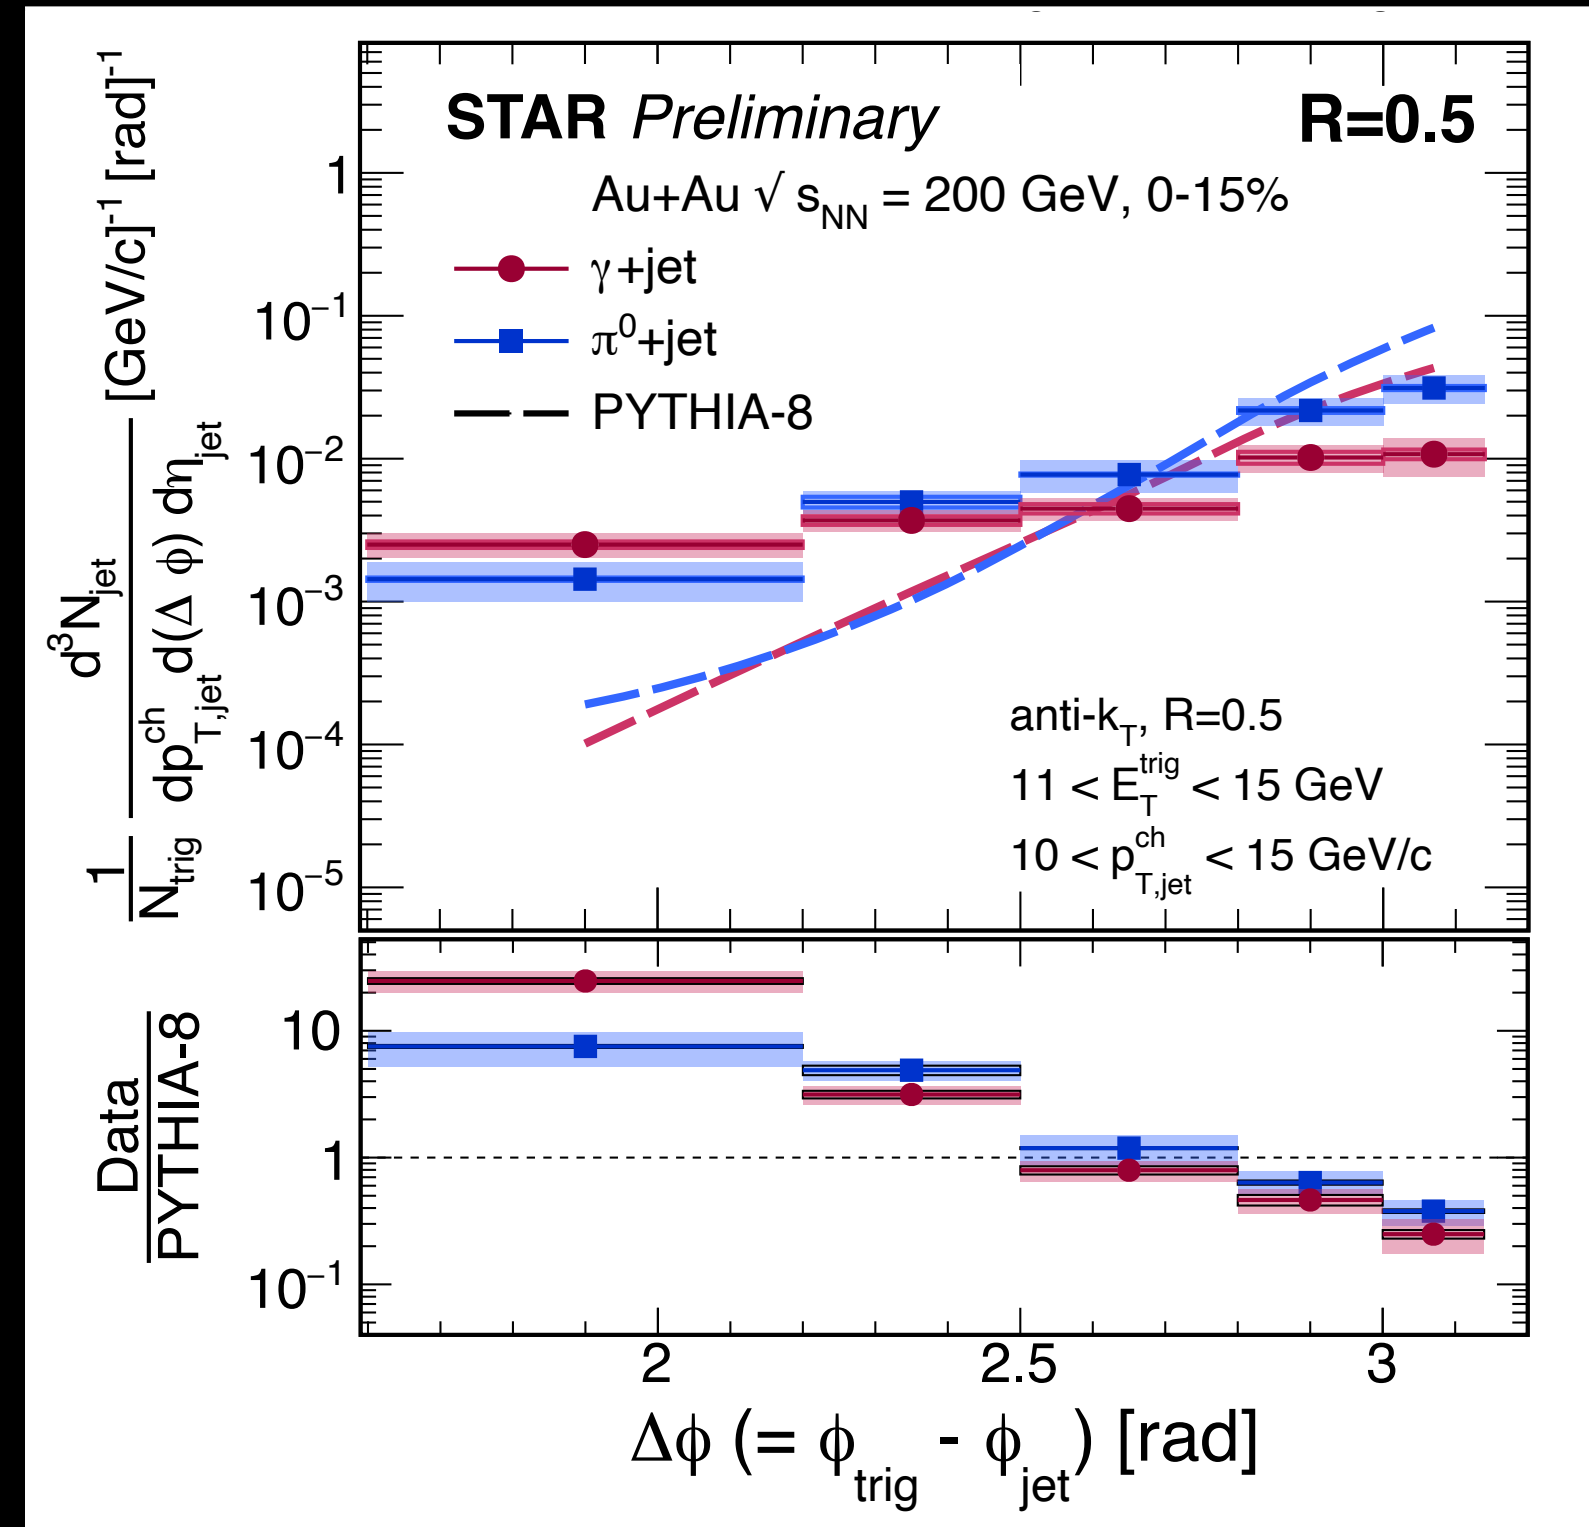 STAR Preliminary R=0.5
Au+Au √ s_NN = 200 GeV, 0-15%
γ+jet
π⁰+jet
PYTHIA-8
anti-k_T, R=0.5
11 < E_T^trig < 15 GeV
10 < p_T,jet^ch < 15 GeV/c
1/N_trig d³N_jet/dp_T,jet^ch d(Δ φ) dη_jet [GeV/c]⁻¹ [rad]⁻¹
1
10⁻¹
10⁻²
10⁻³
10⁻⁴
10⁻⁵
Data
PYTHIA-8
10
1
10⁻¹
2 2.5 3
Δφ (= φ_trig - φ_jet) [rad]